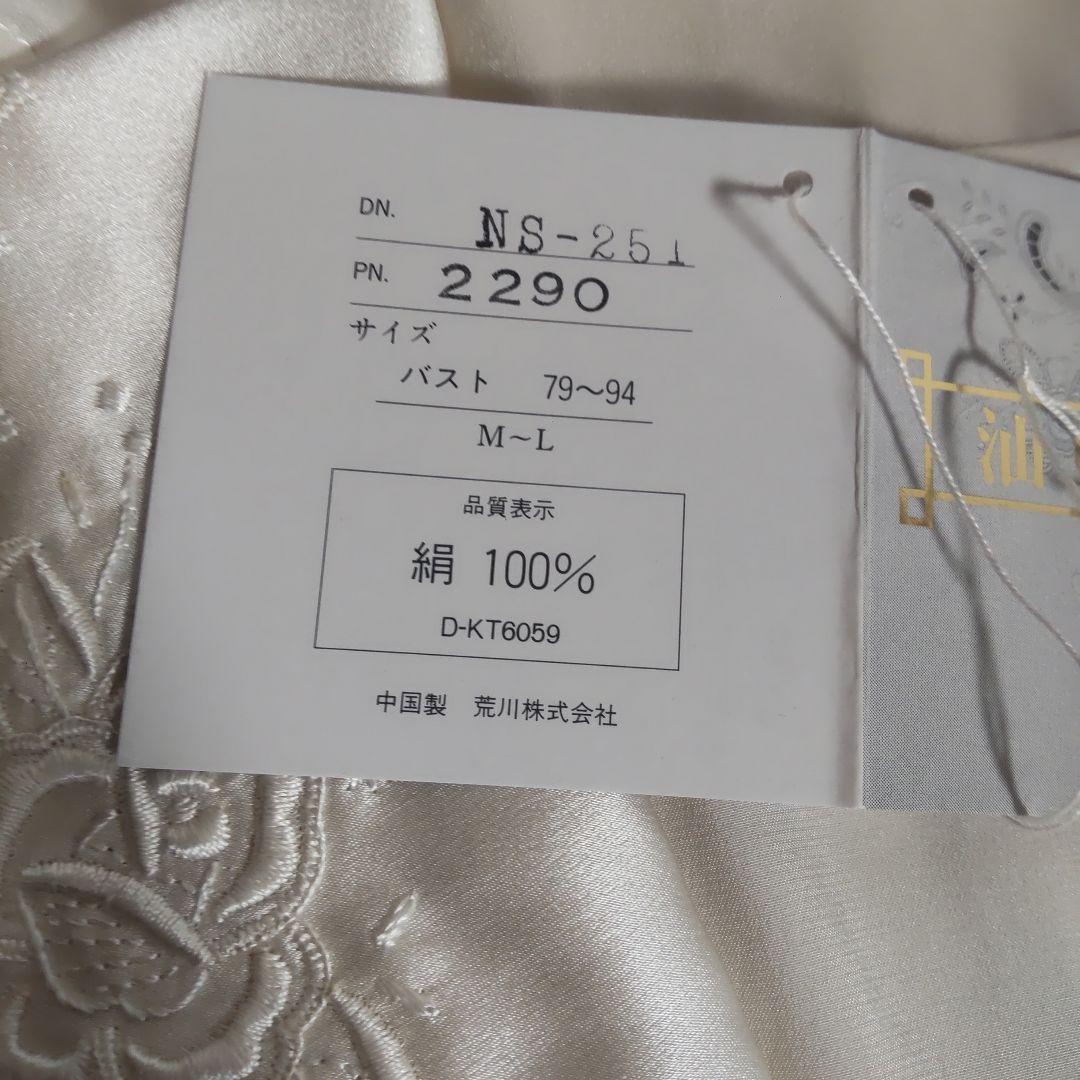 DN. NS-251
PN. 2290
サイズ
バスト 79〜94
M〜L
品質表示
絹 100%
D-KT6059
中国製 荒川株式会社
汕